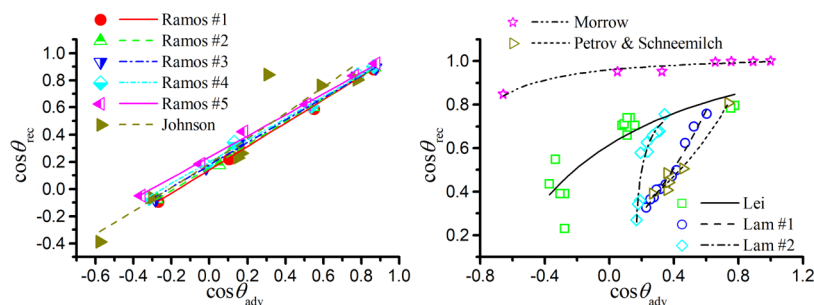 Ramos #1
Ramos #2
Ramos #3
Ramos #4
Ramos #5
Johnson
1.0
0.8
0.6
0.4
0.2
0.0
-0.2
-0.4
cosθrec
-0.6 -0.4 -0.2 0.0 0.2 0.4 0.6 0.8 1.0
cosθadv
Morrow
Petrov & Schneemilch
1.0
0.8
0.6
0.4
0.2
cosθrec
Lei
Lam #1
Lam #2
-0.8 -0.4 0.0 0.4 0.8 1.2
cosθadv